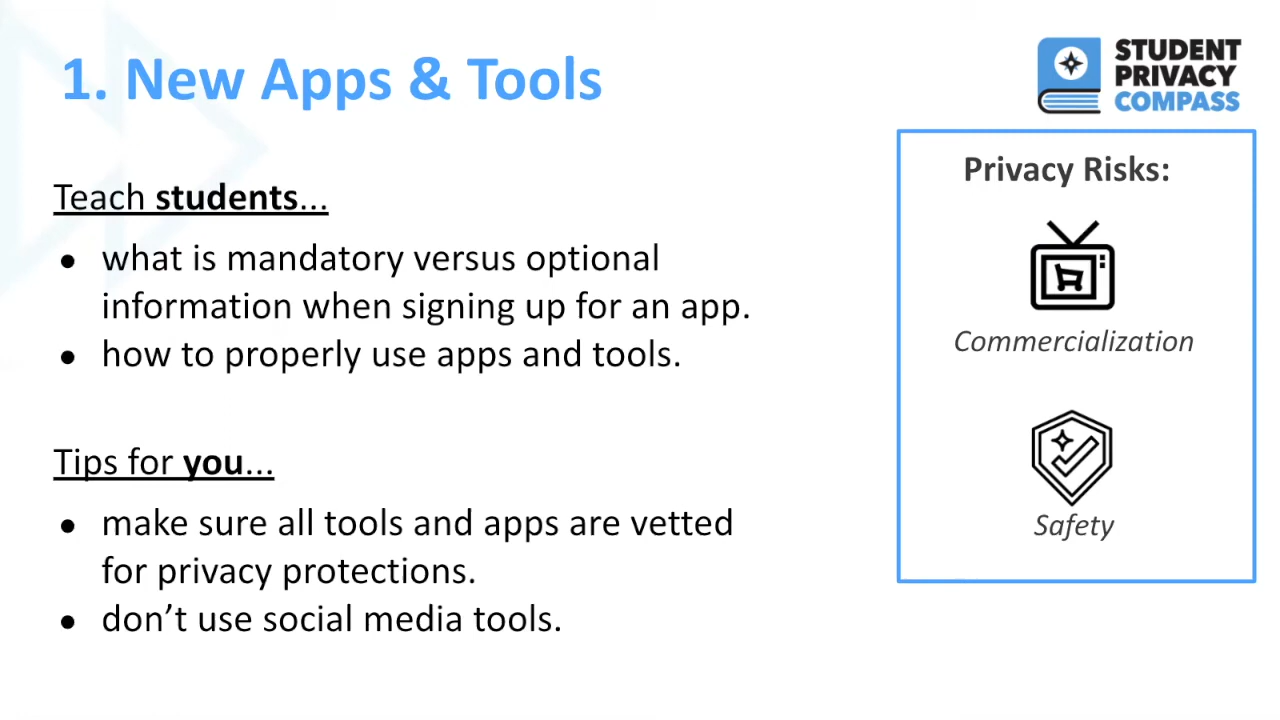 1. New Apps & Tools
STUDENT
PRIVACY
COMPASS
Teach students...
● what is mandatory versus optional
information when signing up for an app.
● how to properly use apps and tools.
Tips for you...
● make sure all tools and apps are vetted
for privacy protections.
● don’t use social media tools.
Privacy Risks:
Commercialization
Safety